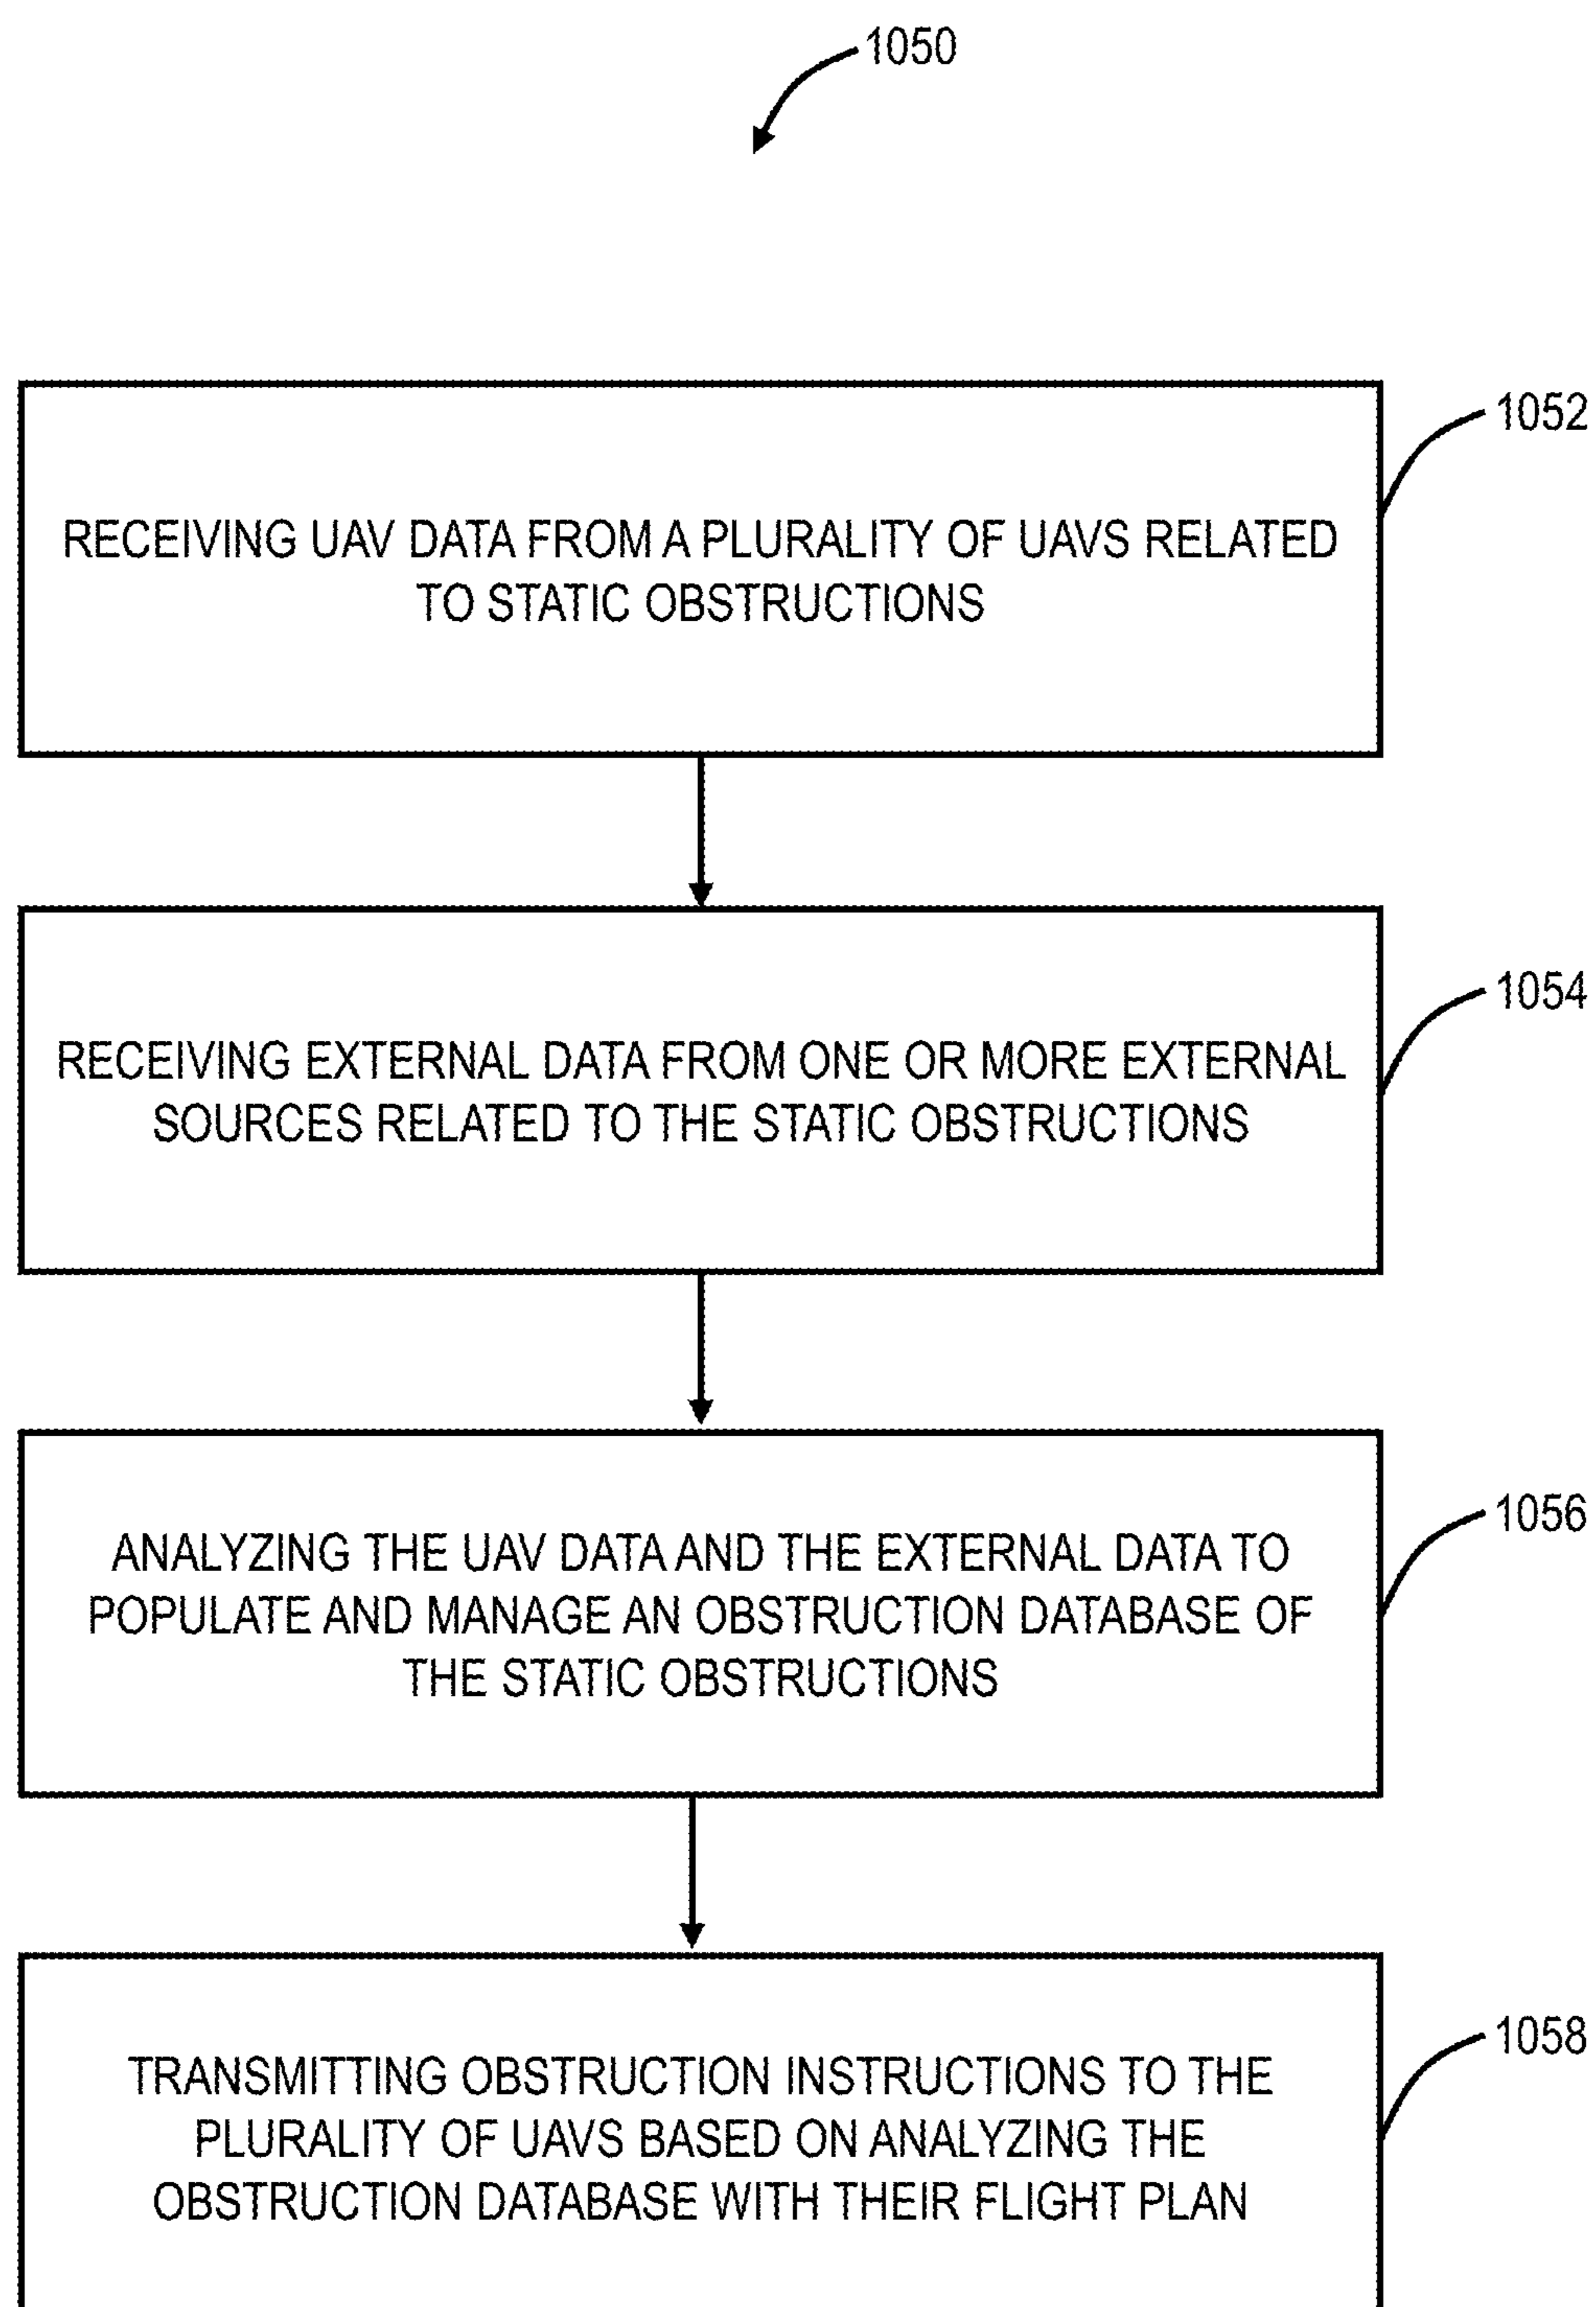 1050
1052
RECEIVING UAV DATA FROM A PLURALITY OF UAVS RELATED
TO STATIC OBSTRUCTIONS
1054
RECEIVING EXTERNAL DATA FROM ONE OR MORE EXTERNAL
SOURCES RELATED TO THE STATIC OBSTRUCTIONS
1056
ANALYZING THE UAV DATA AND THE EXTERNAL DATA TO
POPULATE AND MANAGE AN OBSTRUCTION DATABASE OF
THE STATIC OBSTRUCTIONS
1058
TRANSMITTING OBSTRUCTION INSTRUCTIONS TO THE
PLURALITY OF UAVS BASED ON ANALYZING THE
OBSTRUCTION DATABASE WITH THEIR FLIGHT PLAN